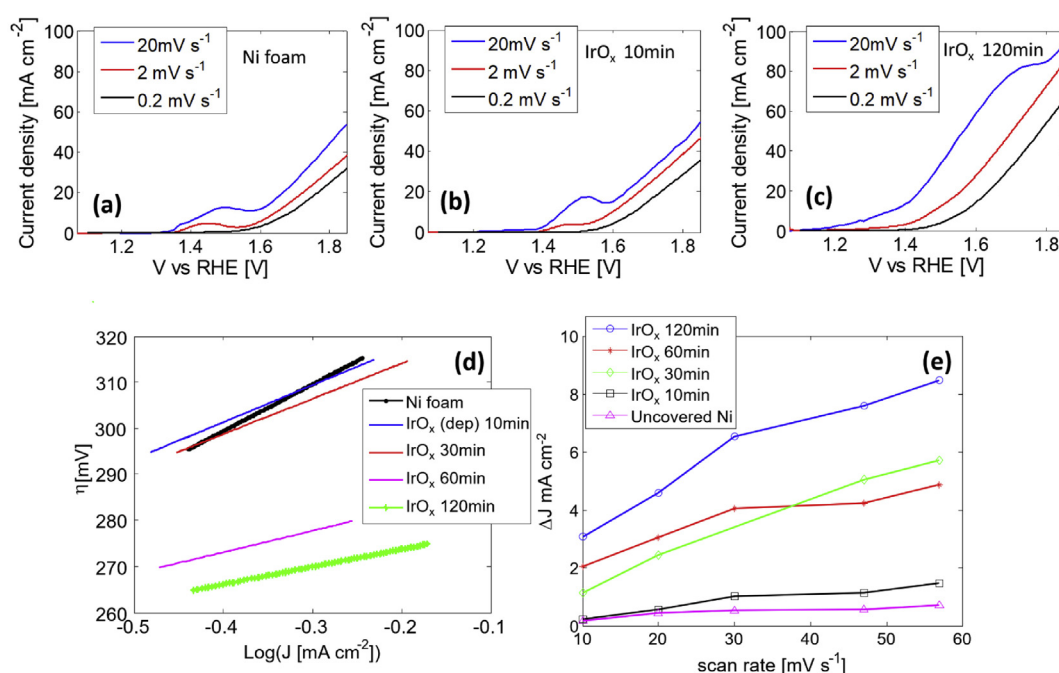 20mV s⁻¹
2 mV s⁻¹
0.2 mV s⁻¹
Ni foam
100
80
60
40
20
0
1.2 1.4 1.6 1.8
Current density [mA cm⁻²]
V vs RHE [V]
(a)
20mV s⁻¹
2 mV s⁻¹
0.2 mV s⁻¹
IrOₓ 10min
100
80
60
40
20
0
1.2 1.4 1.6 1.8
Current density [mA cm⁻²]
V vs RHE [V]
(b)
20mV s⁻¹
2 mV s⁻¹
0.2 mV s⁻¹
IrOₓ 120min
100
80
60
40
20
0
1.2 1.4 1.6 1.8
Current density [mA cm⁻²]
V vs RHE [V]
(c)
320
310
300
290
280
270
260
-0.5 -0.4 -0.3 -0.2 -0.1
η[mV]
Log(J [mA cm⁻²])
(d)
Ni foam
IrOₓ (dep) 10min
IrOₓ 30min
IrOₓ 60min
IrOₓ 120min
IrOₓ 120min
IrOₓ 60min
IrOₓ 30min
IrOₓ 10min
Uncovered Ni
(e)
10
8
6
4
2
0
10 20 30 40 50 60
ΔJ mA cm⁻²
scan rate [mV s⁻¹]